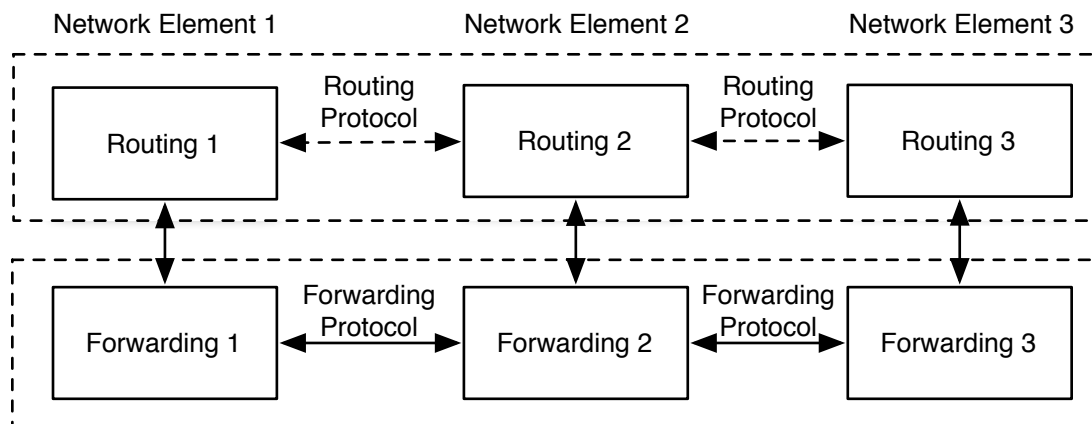 Network Element 1
Network Element 2
Network Element 3
Routing
Protocol
Routing
Protocol
Routing 1
Routing 2
Routing 3
Forwarding
Protocol
Forwarding
Protocol
Forwarding 1
Forwarding 2
Forwarding 3